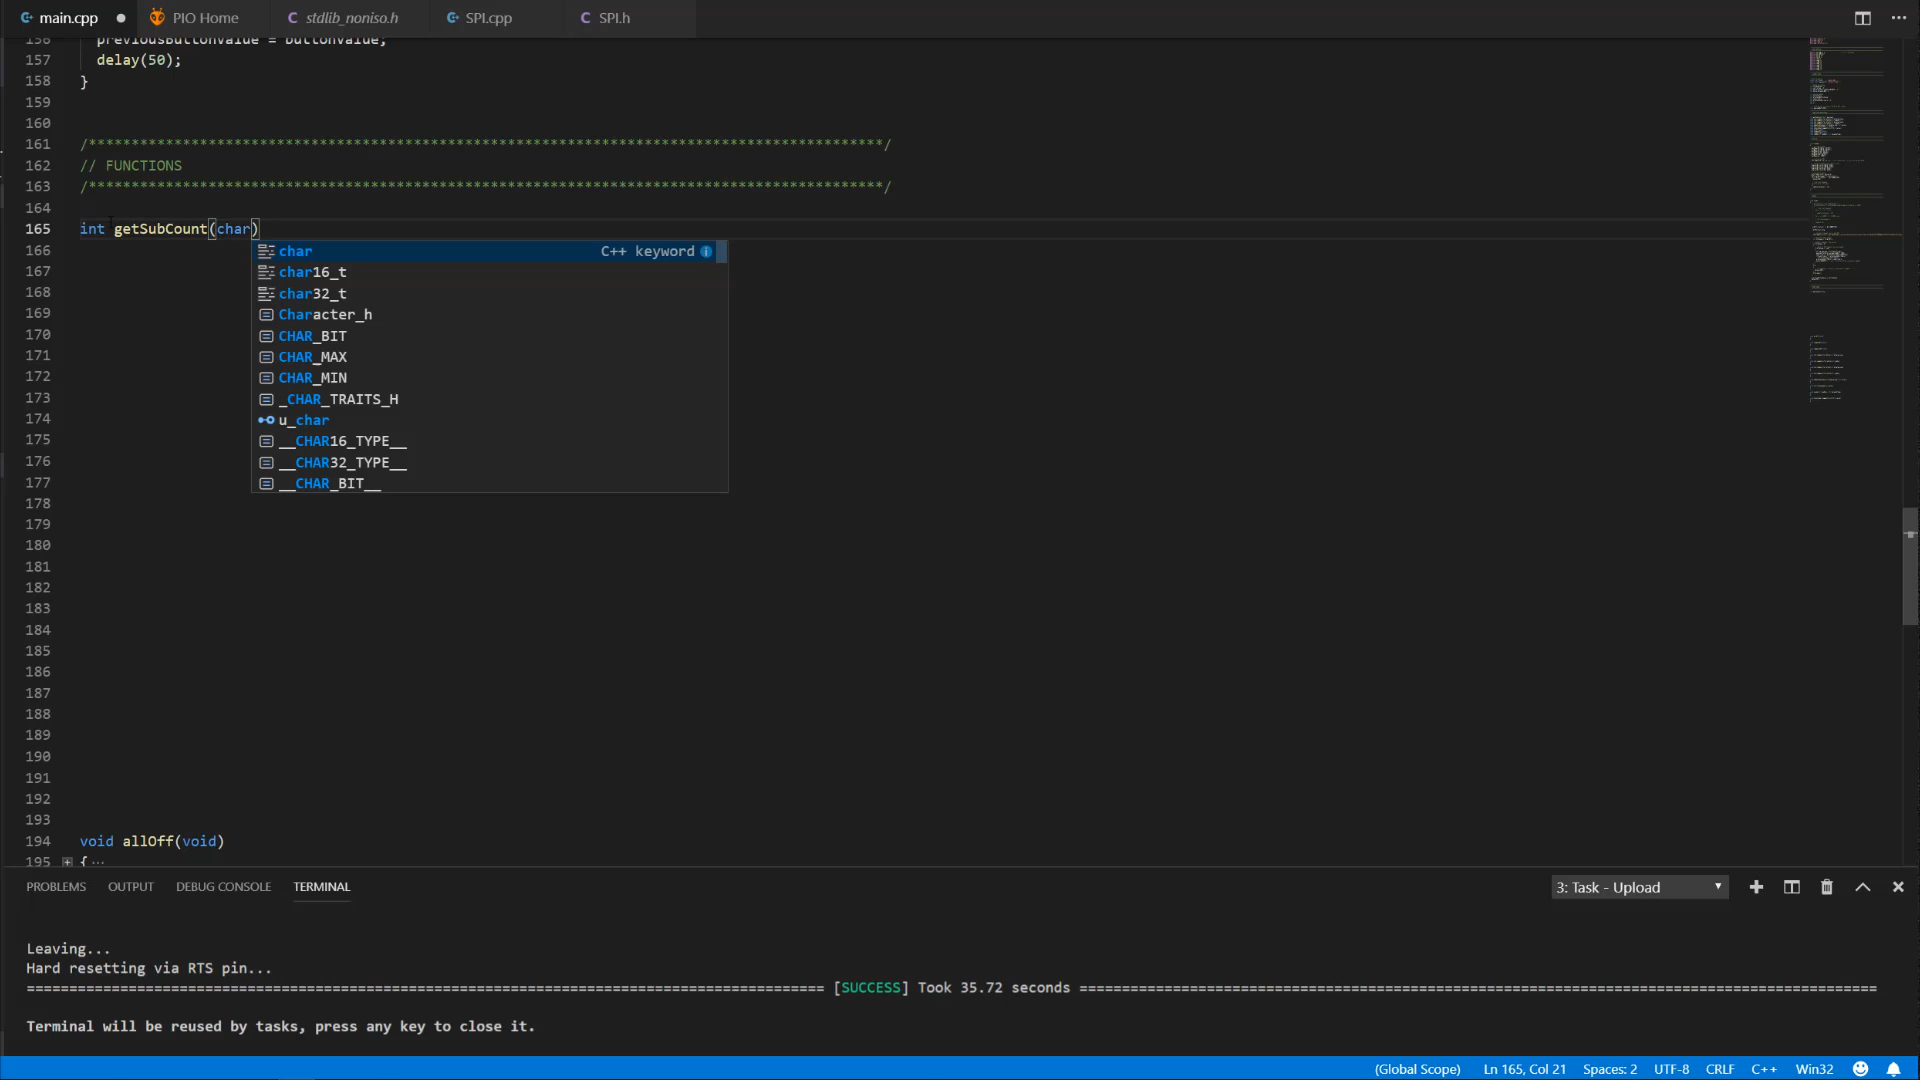 main.cpp PIO Home stdlib_noniso.h SPI.cpp SPI.h
156 previousButtonValue = buttonValue;
157 delay(50);
158 }
159
160
161 /**********************************************************************************************/
162 // FUNCTIONS
163 /**********************************************************************************************/
164
165 int getSubCount(char)
166 char C++ keyword
167 char16_t
168 char32_t
169 Character_h
170 CHAR_BIT
171 CHAR_MAX
172 CHAR_MIN
173 _CHAR_TRAITS_H
174 u_char
175 __CHAR16_TYPE__
176 __CHAR32_TYPE__
177 __CHAR_BIT__
178
179
180
181
182
183
184
185
186
187
188
189
190
191
192
193
194 void allOff(void)
195 { ...
PROBLEMS OUTPUT DEBUG CONSOLE TERMINAL 3: Task - Upload
Leaving...
Hard resetting via RTS pin...
============================================================================================== [SUCCESS] Took 35.72 seconds ==============================================================================================
Terminal will be reused by tasks, press any key to close it.
(Global Scope) Ln 165, Col 21 Spaces: 2 UTF-8 CRLF C++ Win32